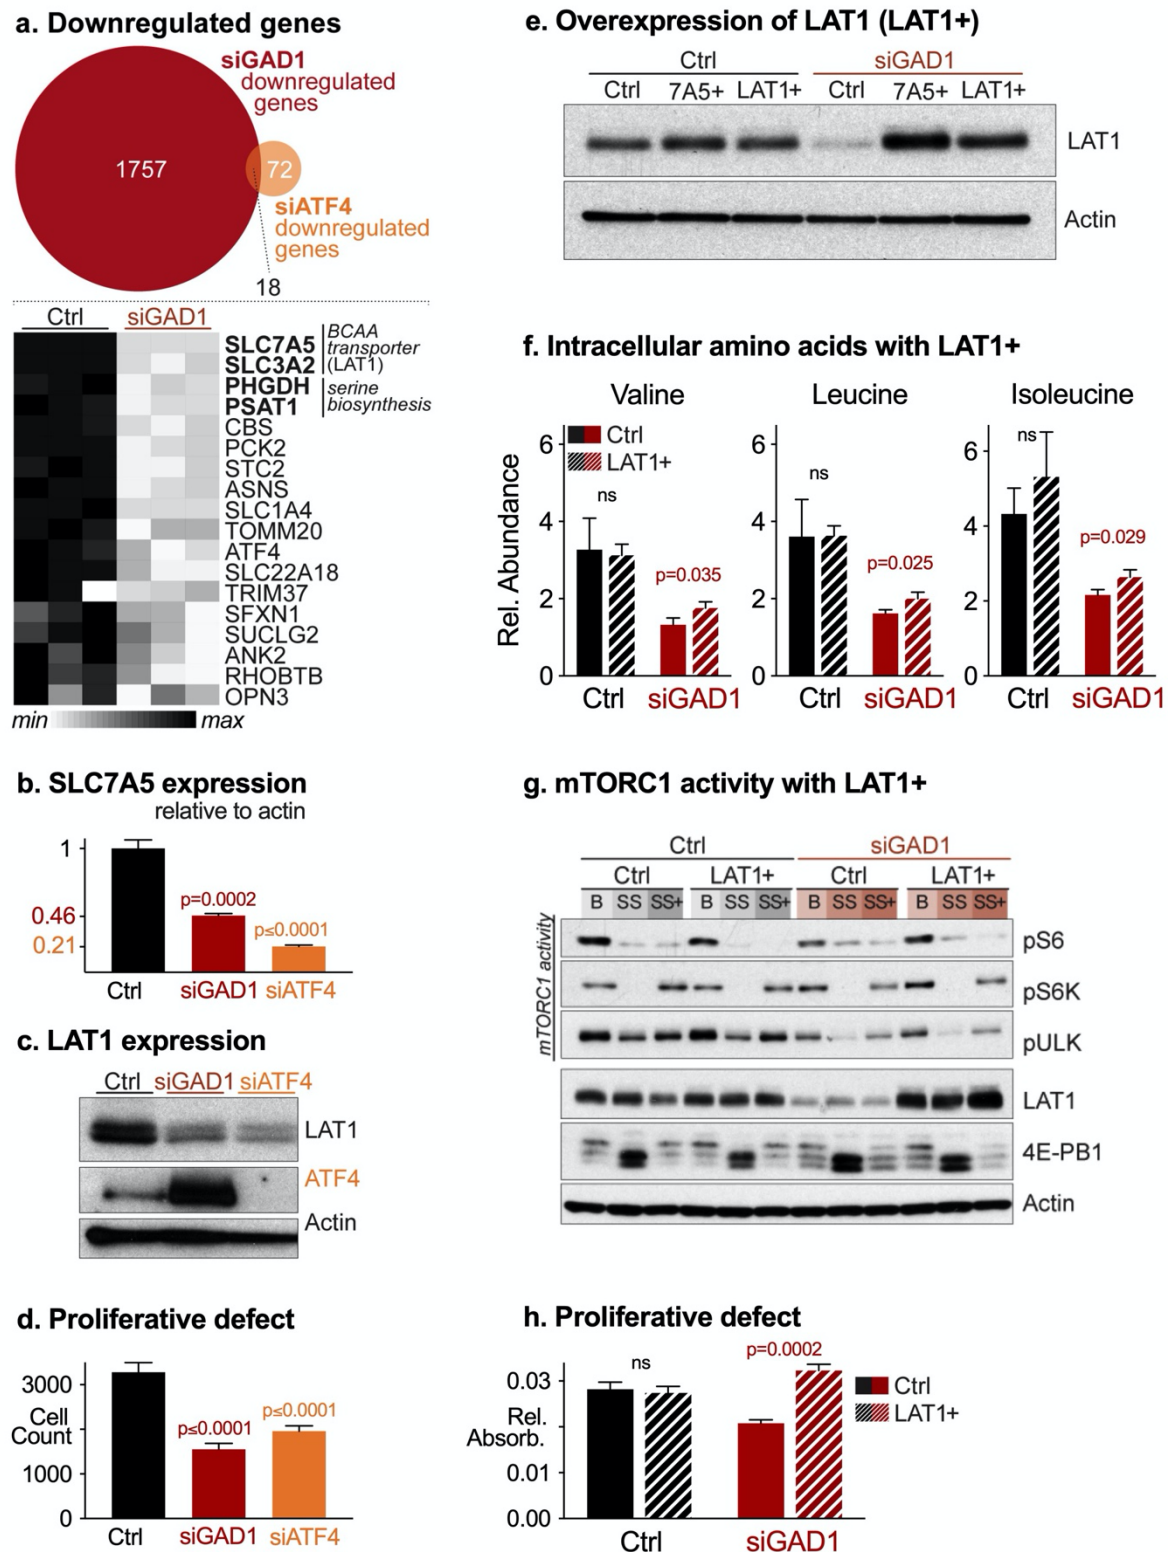 a. Downregulated genes
siGAD1
downregulated
genes
1757
72
siATF4
downregulated
genes
18
Ctrl siGAD1
SLC7A5
SLC3A2
BCAA
transporter
(LAT1)
PHGDH
PSAT1
serine
biosynthesis
CBS
PCK2
STC2
ASNS
SLC1A4
TOMM20
ATF4
SLC22A18
TRIM37
SFXN1
SUCLG2
ANK2
RHOBTB
OPN3
min max
b. SLC7A5 expression
relative to actin
1
0.46
0.21
p=0.0002
p≤0.0001
Ctrl siGAD1 siATF4
c. LAT1 expression
Ctrl siGAD1 siATF4
LAT1
ATF4
Actin
d. Proliferative defect
3000
Cell
Count
1000
0
p≤0.0001
p≤0.0001
Ctrl siGAD1 siATF4
e. Overexpression of LAT1 (LAT1+)
Ctrl siGAD1
Ctrl 7A5+ LAT1+ Ctrl 7A5+ LAT1+
LAT1
Actin
f. Intracellular amino acids with LAT1+
Valine Leucine Isoleucine
Rel. Abundance
6
4
2
0
Ctrl
LAT1+
ns
p=0.035
Ctrl siGAD1
6
4
2
0
ns
p=0.025
Ctrl siGAD1
6
4
2
0
ns
p=0.029
Ctrl siGAD1
g. mTORC1 activity with LAT1+
Ctrl siGAD1
Ctrl LAT1+ Ctrl LAT1+
B SS SS+ B SS SS+ B SS SS+ B SS SS+
mTORC1 activity
pS6
pS6K
pULK
LAT1
4E-PB1
Actin
h. Proliferative defect
0.03
Rel.
Absorb.
0.01
0.00
ns
p=0.0002
Ctrl
LAT1+
Ctrl siGAD1